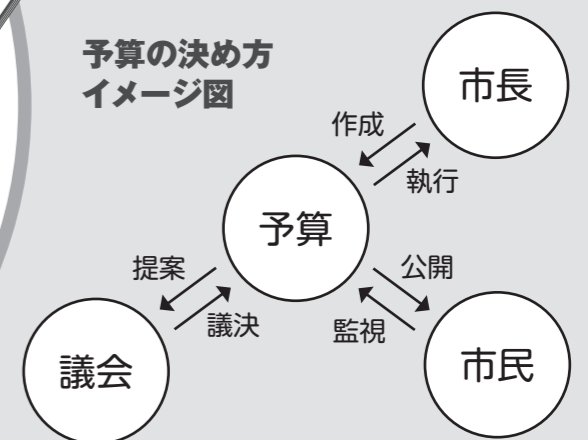 予算の決め方
イメージ図
市長
作成
執行
予算
提案
公開
議決
監視
議会
市民